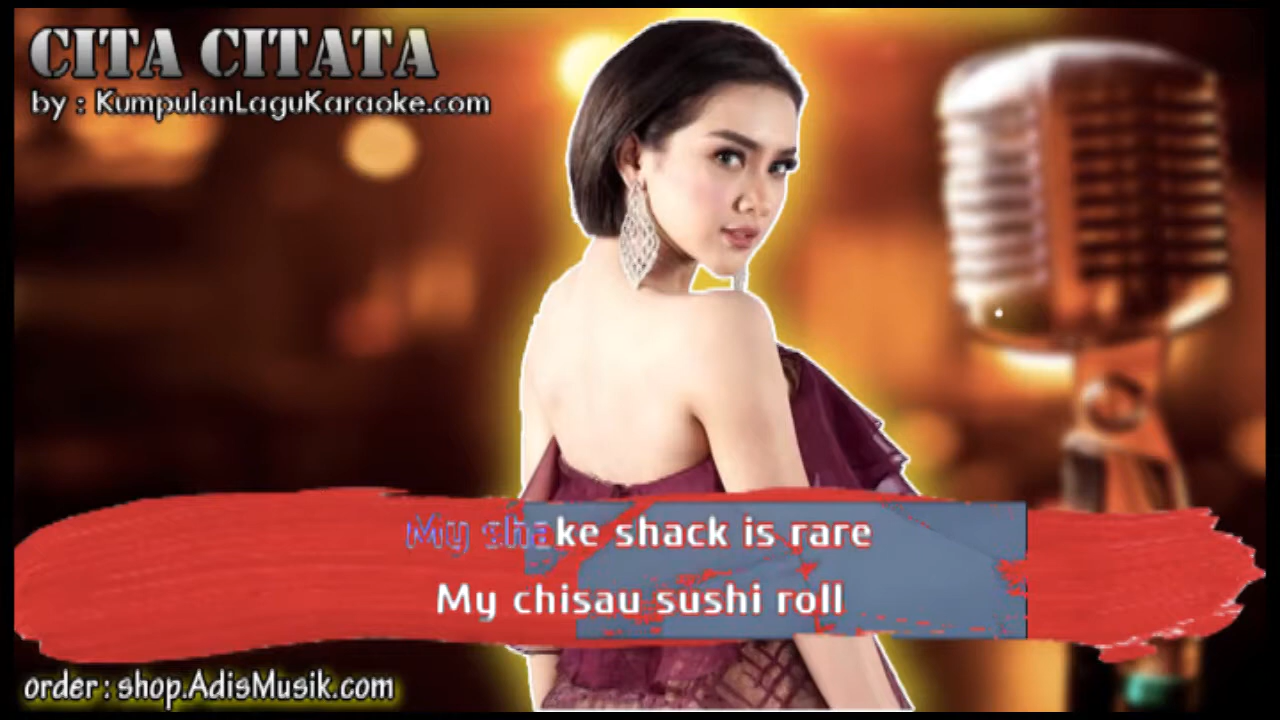 CITA CITATA
by : KumpulanLaguKaraoke.com
My shake shack is rare
My chisau sushi roll
order : shop.AdisMusik.com